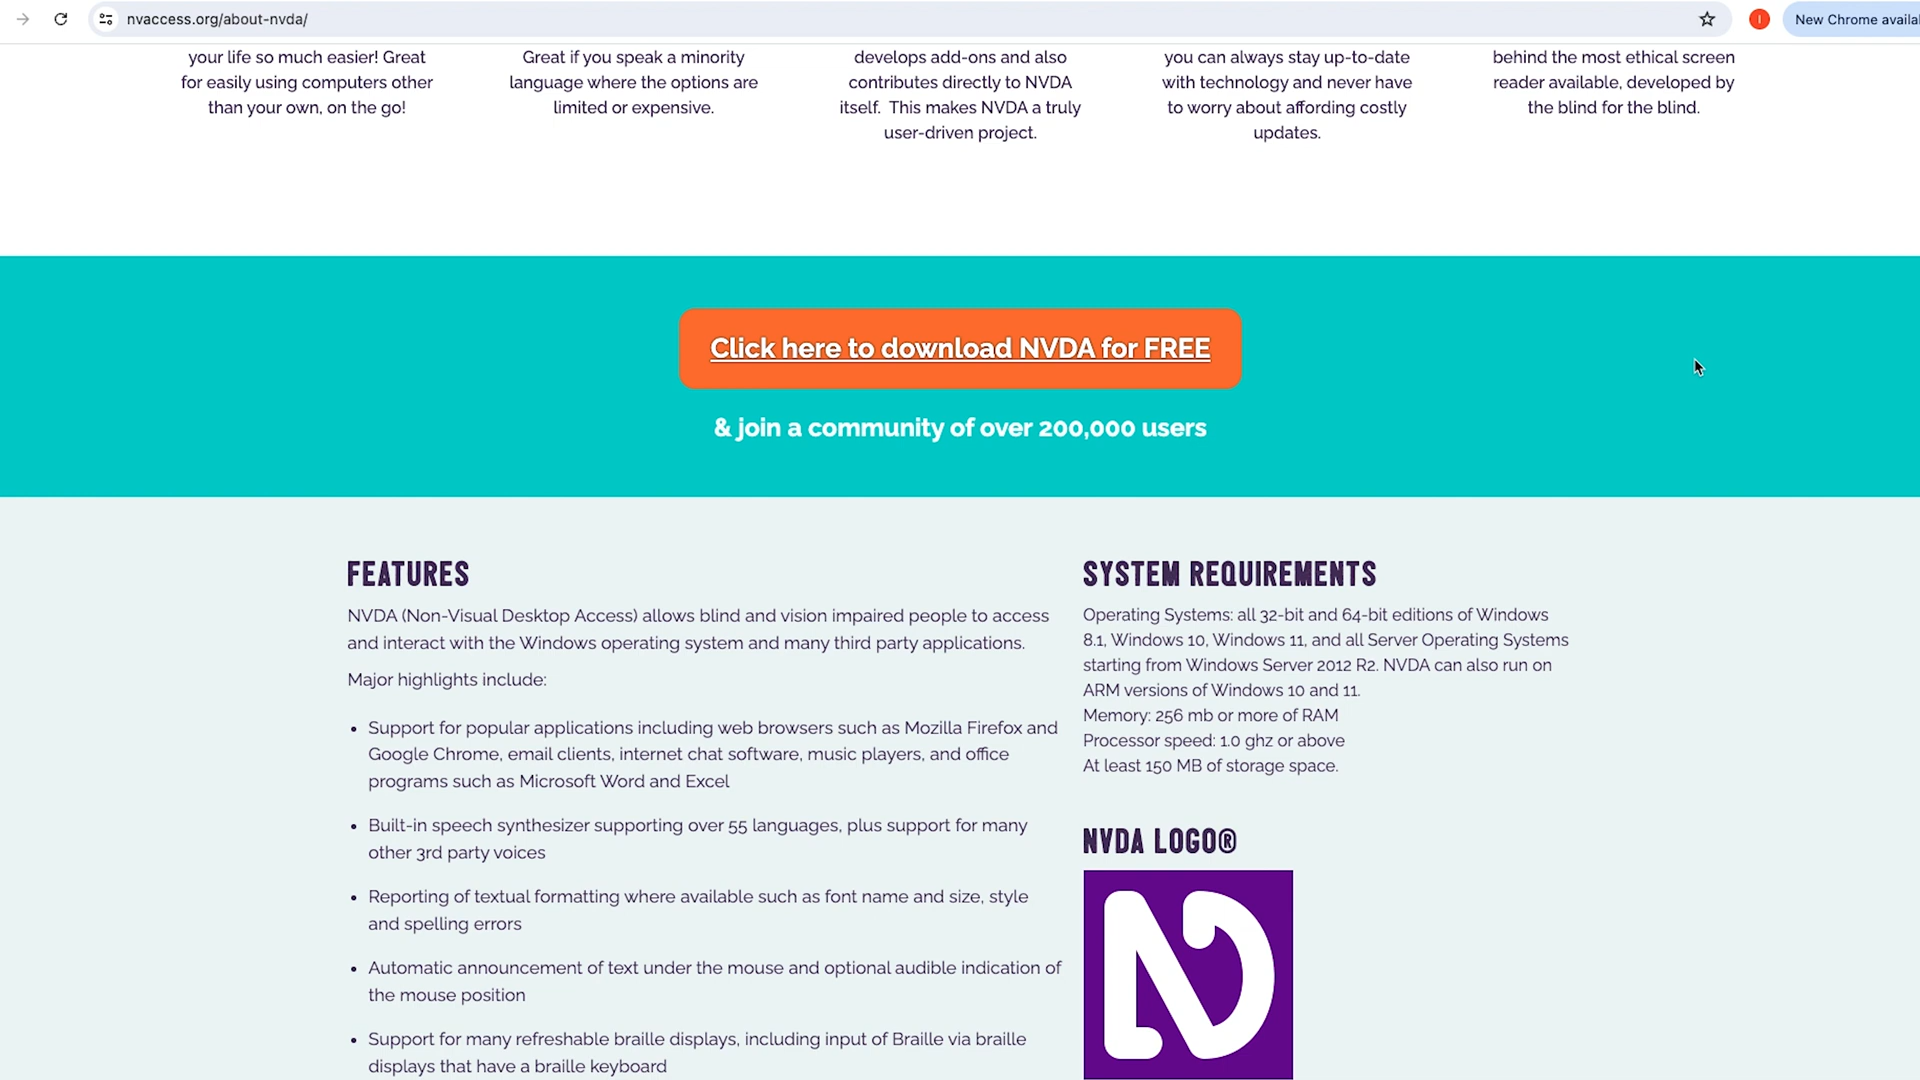 nvaccess.org/about-nvda/
New Chrome availa
your life so much easier! Great
for easily using computers other
than your own, on the go!
Great if you speak a minority
language where the options are
limited or expensive.
develops add-ons and also
contributes directly to NVDA
itself. This makes NVDA a truly
user-driven project.
you can always stay up-to-date
with technology and never have
to worry about affording costly
updates.
behind the most ethical screen
reader available, developed by
the blind for the blind.
Click here to download NVDA for FREE
& join a community of over 200,000 users
FEATURES
NVDA (Non-Visual Desktop Access) allows blind and vision impaired people to access
and interact with the Windows operating system and many third party applications.
Major highlights include:
• Support for popular applications including web browsers such as Mozilla Firefox and
Google Chrome, email clients, internet chat software, music players, and office
programs such as Microsoft Word and Excel
• Built-in speech synthesizer supporting over 55 languages, plus support for many
other 3rd party voices
• Reporting of textual formatting where available such as font name and size, style
and spelling errors
• Automatic announcement of text under the mouse and optional audible indication of
the mouse position
• Support for many refreshable braille displays, including input of Braille via braille
displays that have a braille keyboard
SYSTEM REQUIREMENTS
Operating Systems: all 32-bit and 64-bit editions of Windows
8.1, Windows 10, Windows 11, and all Server Operating Systems
starting from Windows Server 2012 R2. NVDA can also run on
ARM versions of Windows 10 and 11.
Memory: 256 mb or more of RAM
Processor speed: 1.0 ghz or above
At least 150 MB of storage space.
NVDA LOGO®